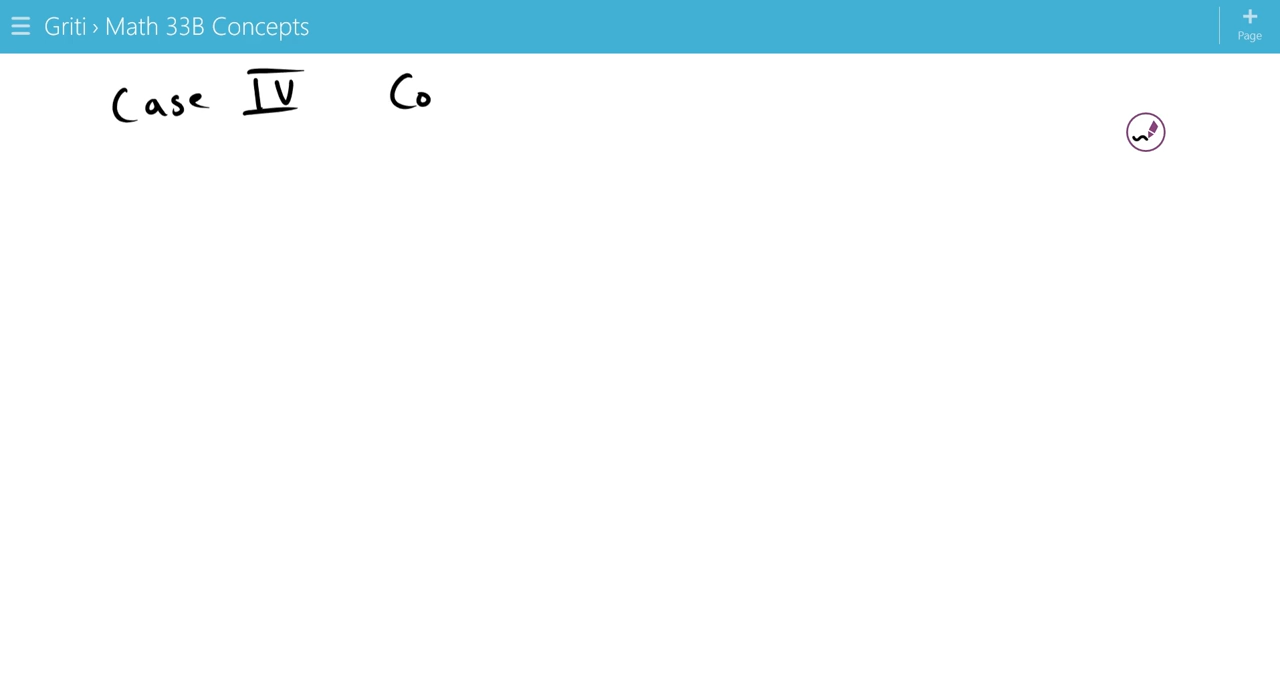 Griti › Math 33B Concepts
Page
Case IV Co